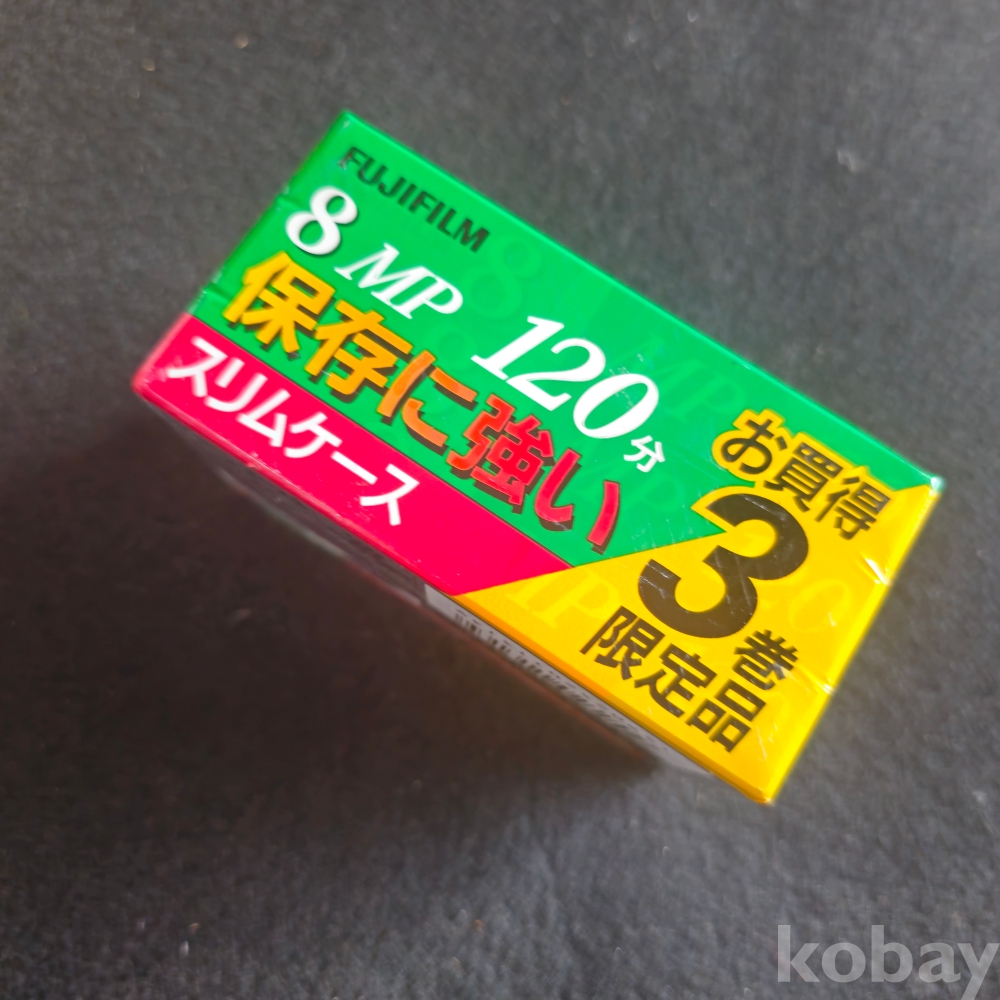 FUJIFILM
8 MP 120分
保存に強い
スリムケース
お買得
3巻
限定品
kobay